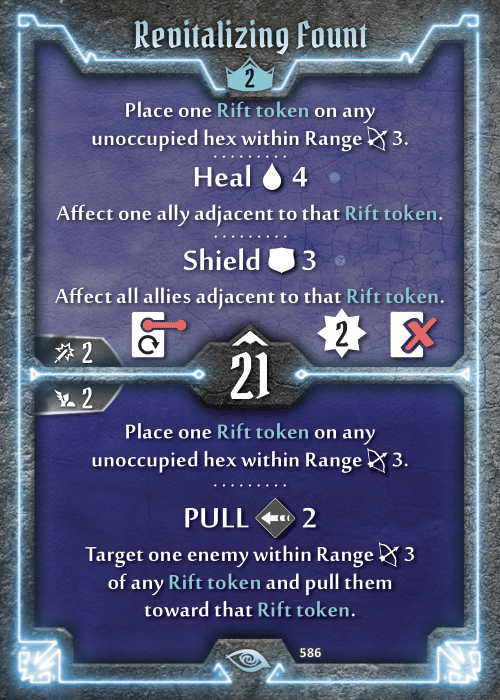 Revitalizing Fount
2
Place one Rift token on any
unoccupied hex within Range 3.
Heal 4
Affect one ally adjacent to that Rift token.
Shield 3
Affect all allies adjacent to that Rift token.
2
2
21
2
Place one Rift token on any
unoccupied hex within Range 3.
PULL 2
Target one enemy within Range 3
of any Rift token and pull them
toward that Rift token.
586